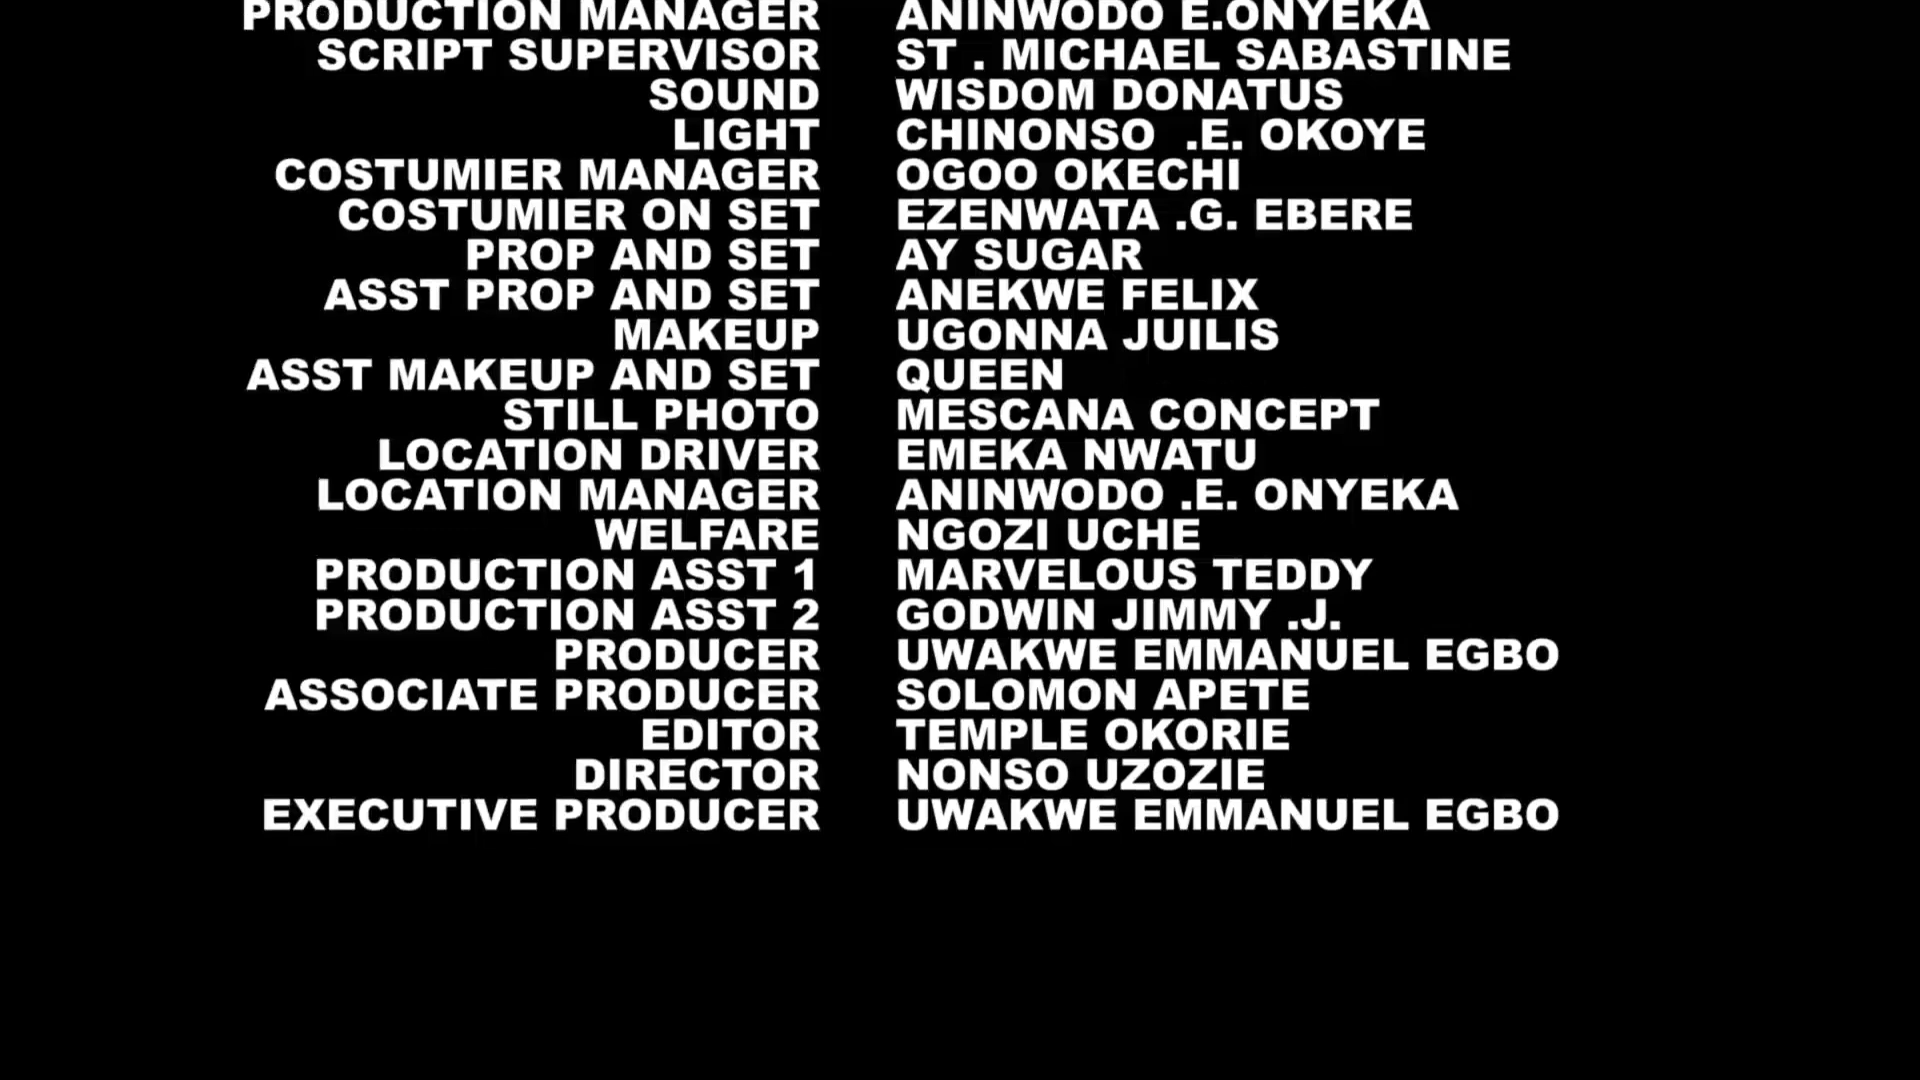 PRODUCTION MANAGER ANINWODO E.ONYEKA
SCRIPT SUPERVISOR ST . MICHAEL SABASTINE
SOUND WISDOM DONATUS
LIGHT CHINONSO .E. OKOYE
COSTUMIER MANAGER OGOO OKECHI
COSTUMIER ON SET EZENWATA .G. EBERE
PROP AND SET AY SUGAR
ASST PROP AND SET ANEKWE FELIX
MAKEUP UGONNA JUILIS
ASST MAKEUP AND SET QUEEN
STILL PHOTO MESCANA CONCEPT
LOCATION DRIVER EMEKA NWATU
LOCATION MANAGER ANINWODO .E. ONYEKA
WELFARE NGOZI UCHE
PRODUCTION ASST 1 MARVELOUS TEDDY
PRODUCTION ASST 2 GODWIN JIMMY .J.
PRODUCER UWAKWE EMMANUEL EGBO
ASSOCIATE PRODUCER SOLOMON APETE
EDITOR TEMPLE OKORIE
DIRECTOR NONSO UZOZIE
EXECUTIVE PRODUCER UWAKWE EMMANUEL EGBO